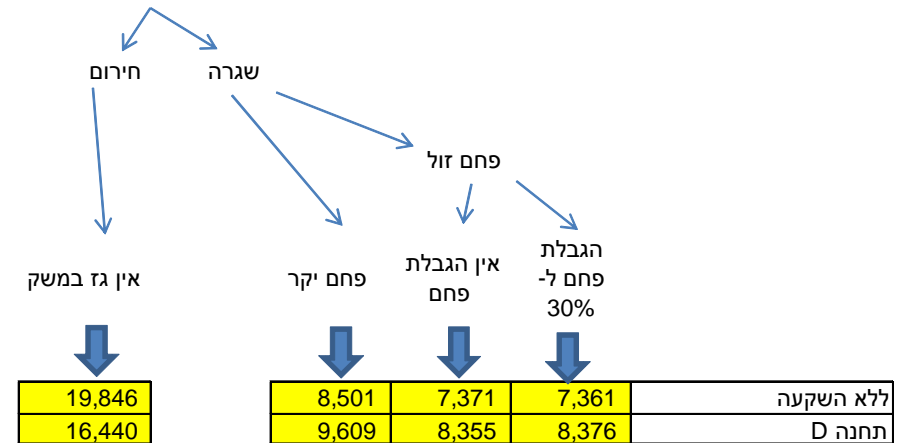 שגרה
חירום
פחם זול
הגבלת
פחם ל-
30%
אין הגבלת
פחם
פחם יקר
אין גז במשק
ללא השקעה 7,361 7,371 8,501 19,846
תחנה D 8,376 8,355 9,609 16,440